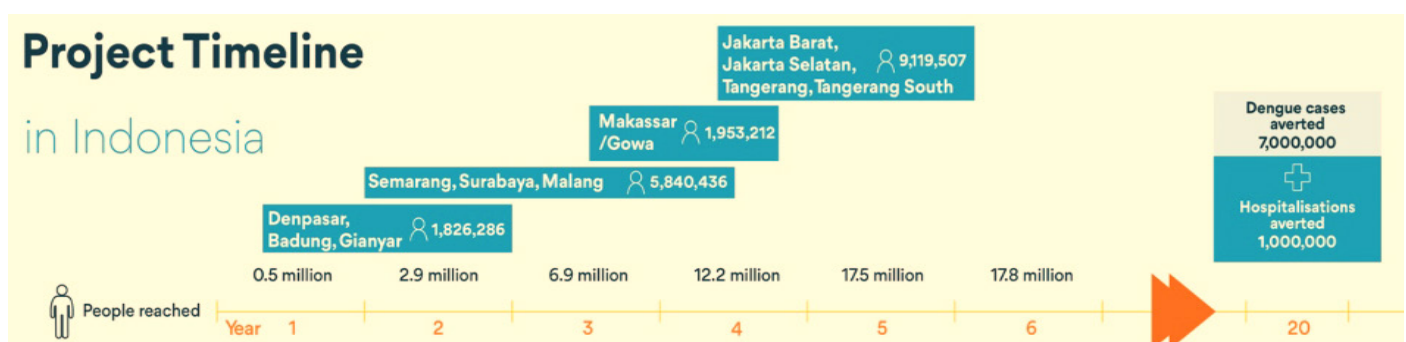 Project Timeline
in Indonesia
Jakarta Barat,
Jakarta Selatan,
Tangerang, Tangerang South
9,119,507
Makassar
/Gowa
1,953,212
Semarang, Surabaya, Malang 5,840,436
Denpasar,
Badung, Gianyar
1,826,286
Dengue cases
averted
7,000,000
Hospitalisations
averted
1,000,000
0.5 million 2.9 million 6.9 million 12.2 million 17.5 million 17.8 million
People reached
Year 1 2 3 4 5 6 20